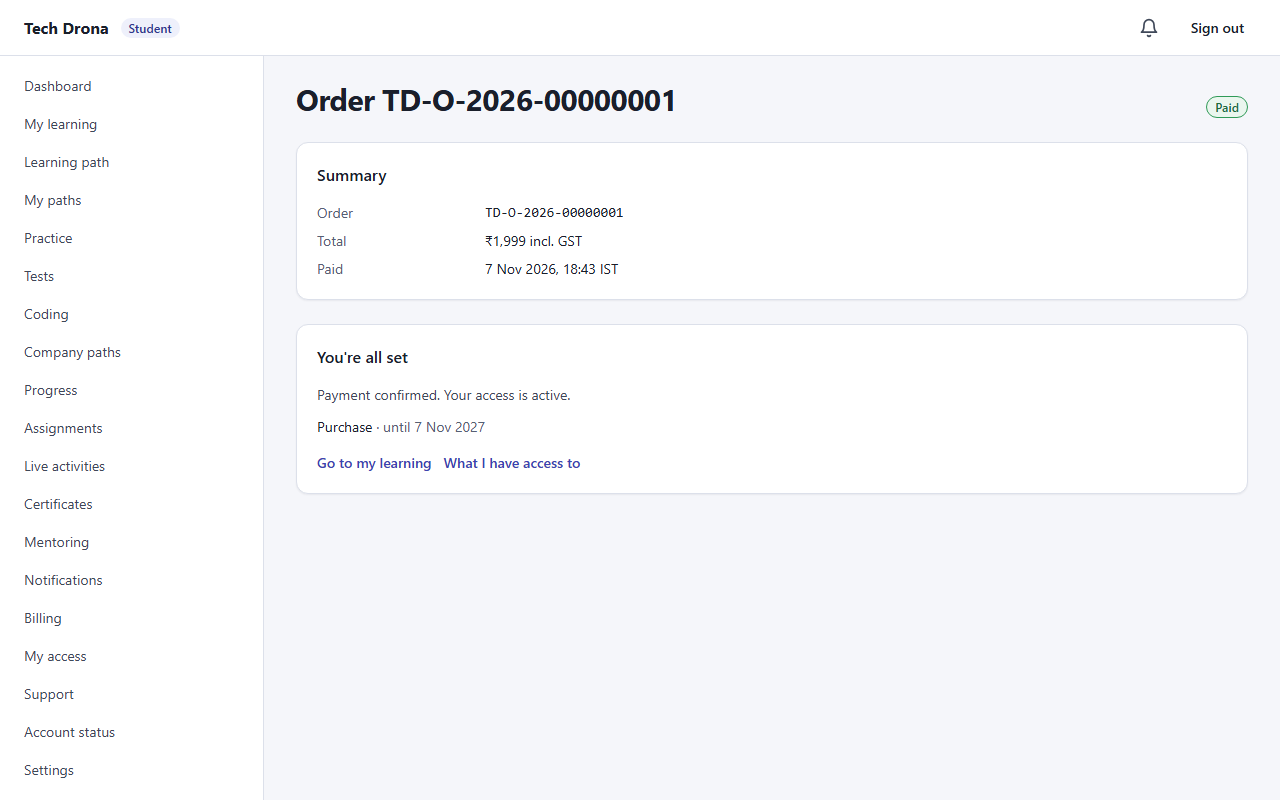 Tech Drona Student Sign out
Dashboard
My learning
Learning path
My paths
Practice
Tests
Coding
Company paths
Progress
Assignments
Live activities
Certificates
Mentoring
Notifications
Billing
My access
Support
Account status
Settings
Order TD-O-2026-00000001 Paid
Summary
Order TD-O-2026-00000001
Total ₹1,999 incl. GST
Paid 7 Nov 2026, 18:43 IST
You're all set
Payment confirmed. Your access is active.
Purchase · until 7 Nov 2027
Go to my learning What I have access to